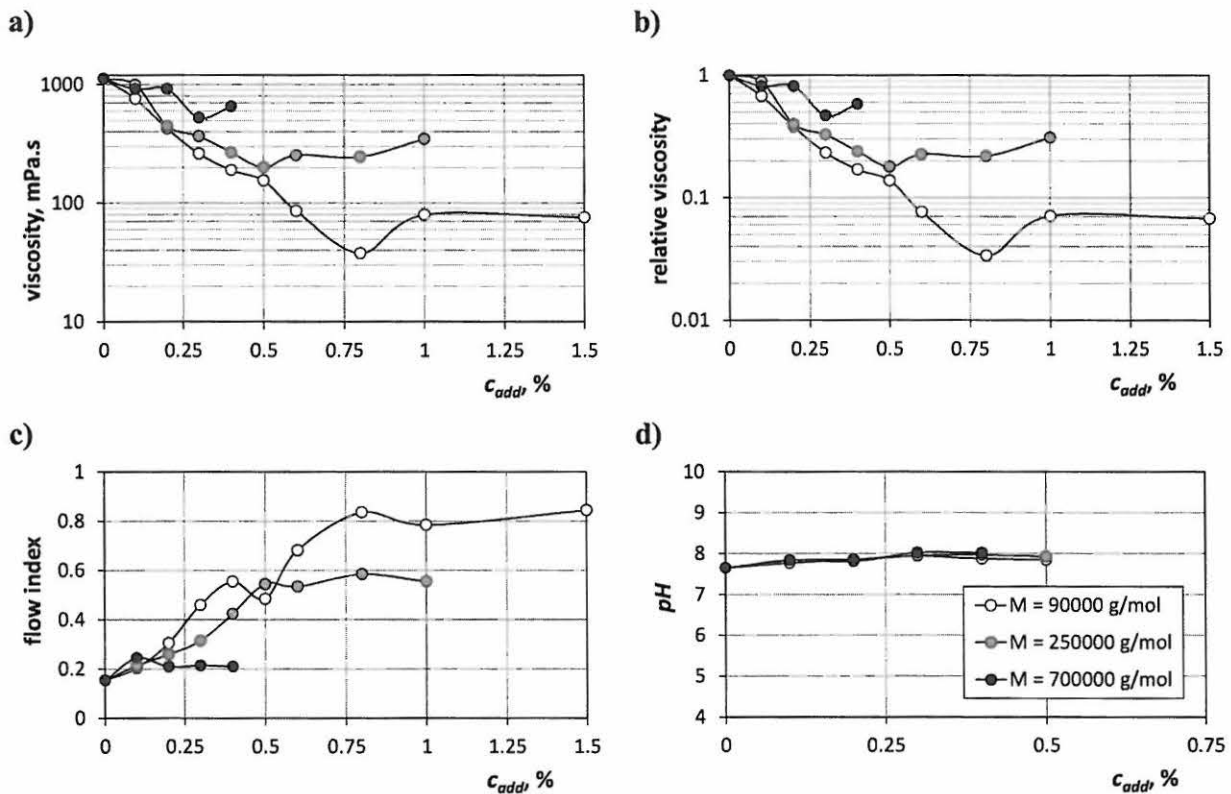 a)
1000
100
10
viscosity, mPa.s
0 0.25 0.5 0.75 1 1.25 1.5
c_add, %
b)
1
0.1
0.01
relative viscosity
0 0.25 0.5 0.75 1 1.25 1.5
c_add, %
c)
1
0.8
0.6
0.4
0.2
0
flow index
0 0.25 0.5 0.75 1 1.25 1.5
c_add, %
d)
10
9
8
7
6
5
4
pH
M = 90000 g/mol
M = 250000 g/mol
M = 700000 g/mol
0 0.25 0.5 0.75
c_add, %